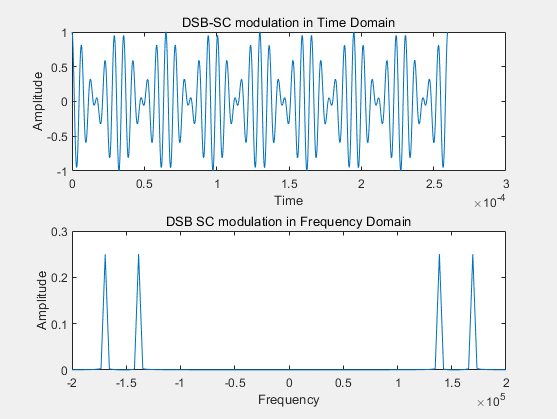 DSB-SC modulation in Time Domain
1
0.5
0
-0.5
-1
Amplitude
0 0.5 1 1.5 2 2.5 3
Time
×10^-4
DSB SC modulation in Frequency Domain
0.3
0.2
0.1
0
Amplitude
-2 -1.5 -1 -0.5 0 0.5 1 1.5 2
Frequency
×10^5